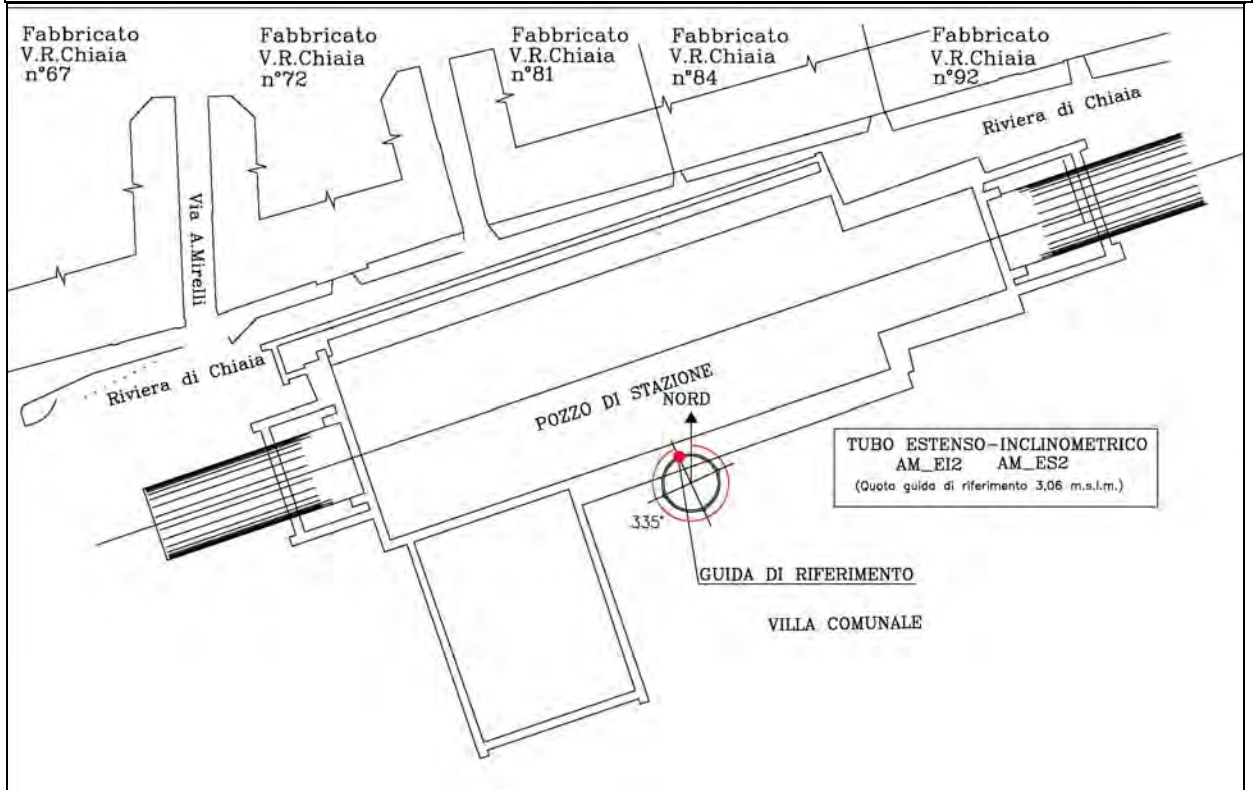 Fabbricato
V.R.Chiaia
n°67
Fabbricato
V.R.Chiaia
n°72
Fabbricato
V.R.Chiaia
n°81
Fabbricato
V.R.Chiaia
n°84
Fabbricato
V.R.Chiaia
n°92
Riviera di Chiaia
Via A.Mirelli
Riviera di Chiaia
POZZO DI STAZIONE
NORD
TUBO ESTENSO-INCLINOMETRICO
AM_EI2 AM_ES2
(Quota guida di riferimento 3,06 m.s.l.m.)
335°
GUIDA DI RIFERIMENTO
VILLA COMUNALE